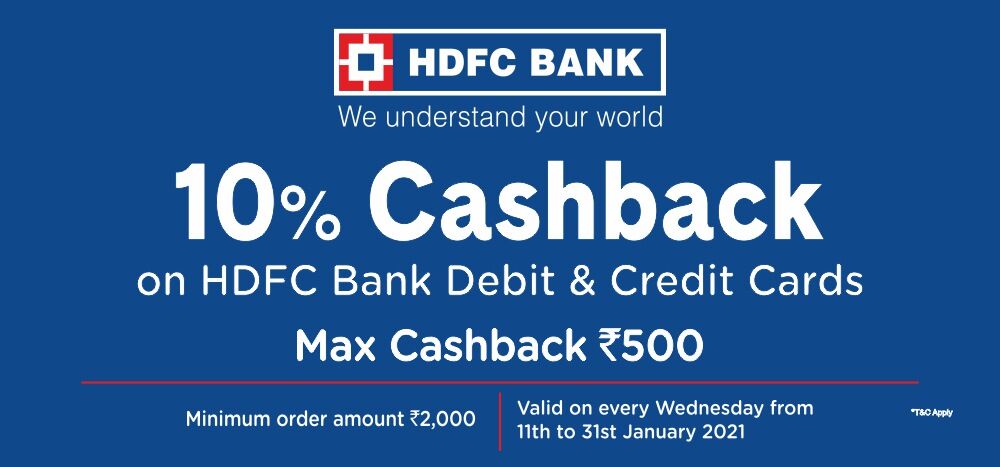 HDFC BANK
We understand your world
10% Cashback
on HDFC Bank Debit & Credit Cards
Max Cashback ₹500
Minimum order amount ₹2,000
Valid on every Wednesday from
11th to 31st January 2021
*T&C Apply